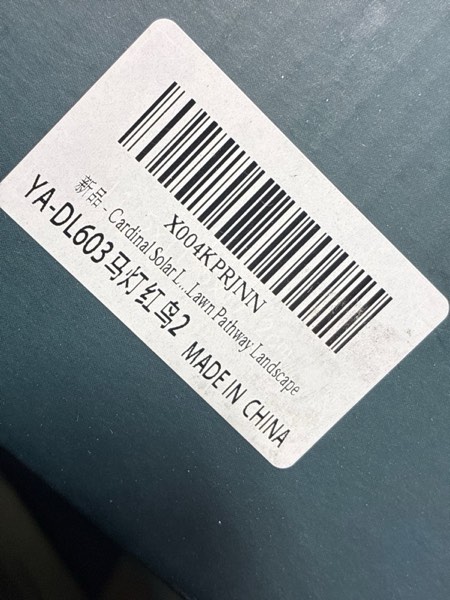 X004KPRJNN
新品 - Cardinal Solar L...Lawn Pathway Landscape
YA-DL603马灯红鸟2
MADE IN CHINA